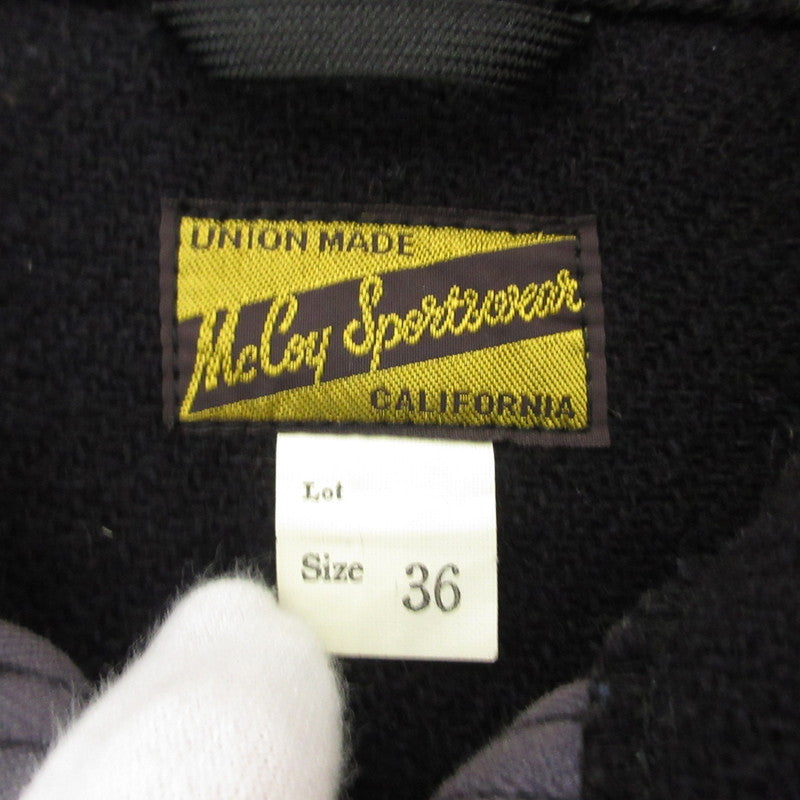 UNION MADE
McCoy Sportswear
CALIFORNIA
Lot
Size 36